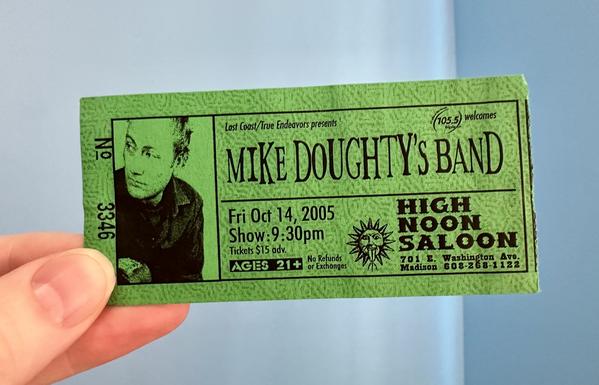 No 3346
Last Coast/True Endeavors presents
105.5 welcomes
MIKE DOUGHTY'S BAND
Fri Oct 14, 2005
Show: 9:30pm
Tickets $15 adv.
AGES 21+
No Refunds
or Exchanges
HIGH
NOON
SALOON
701 E. Washington Ave.
Madison 608-268-1122